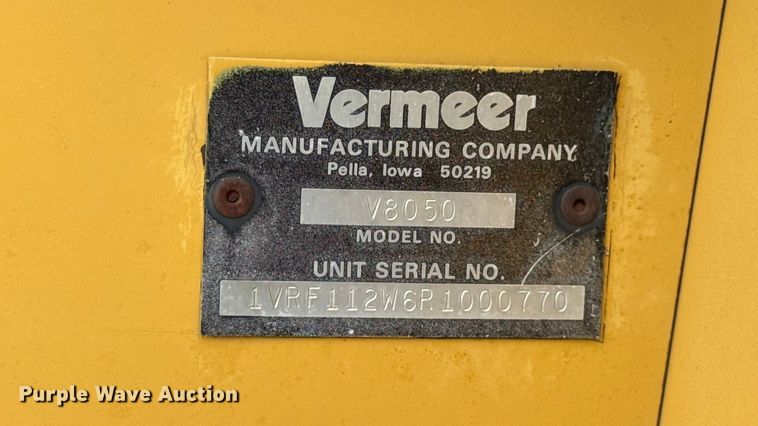 Vermeer
MANUFACTURING COMPANY
Pella, Iowa 50219
V8050
MODEL NO.
UNIT SERIAL NO.
1VRF112W6R1000770
Purple Wave Auction